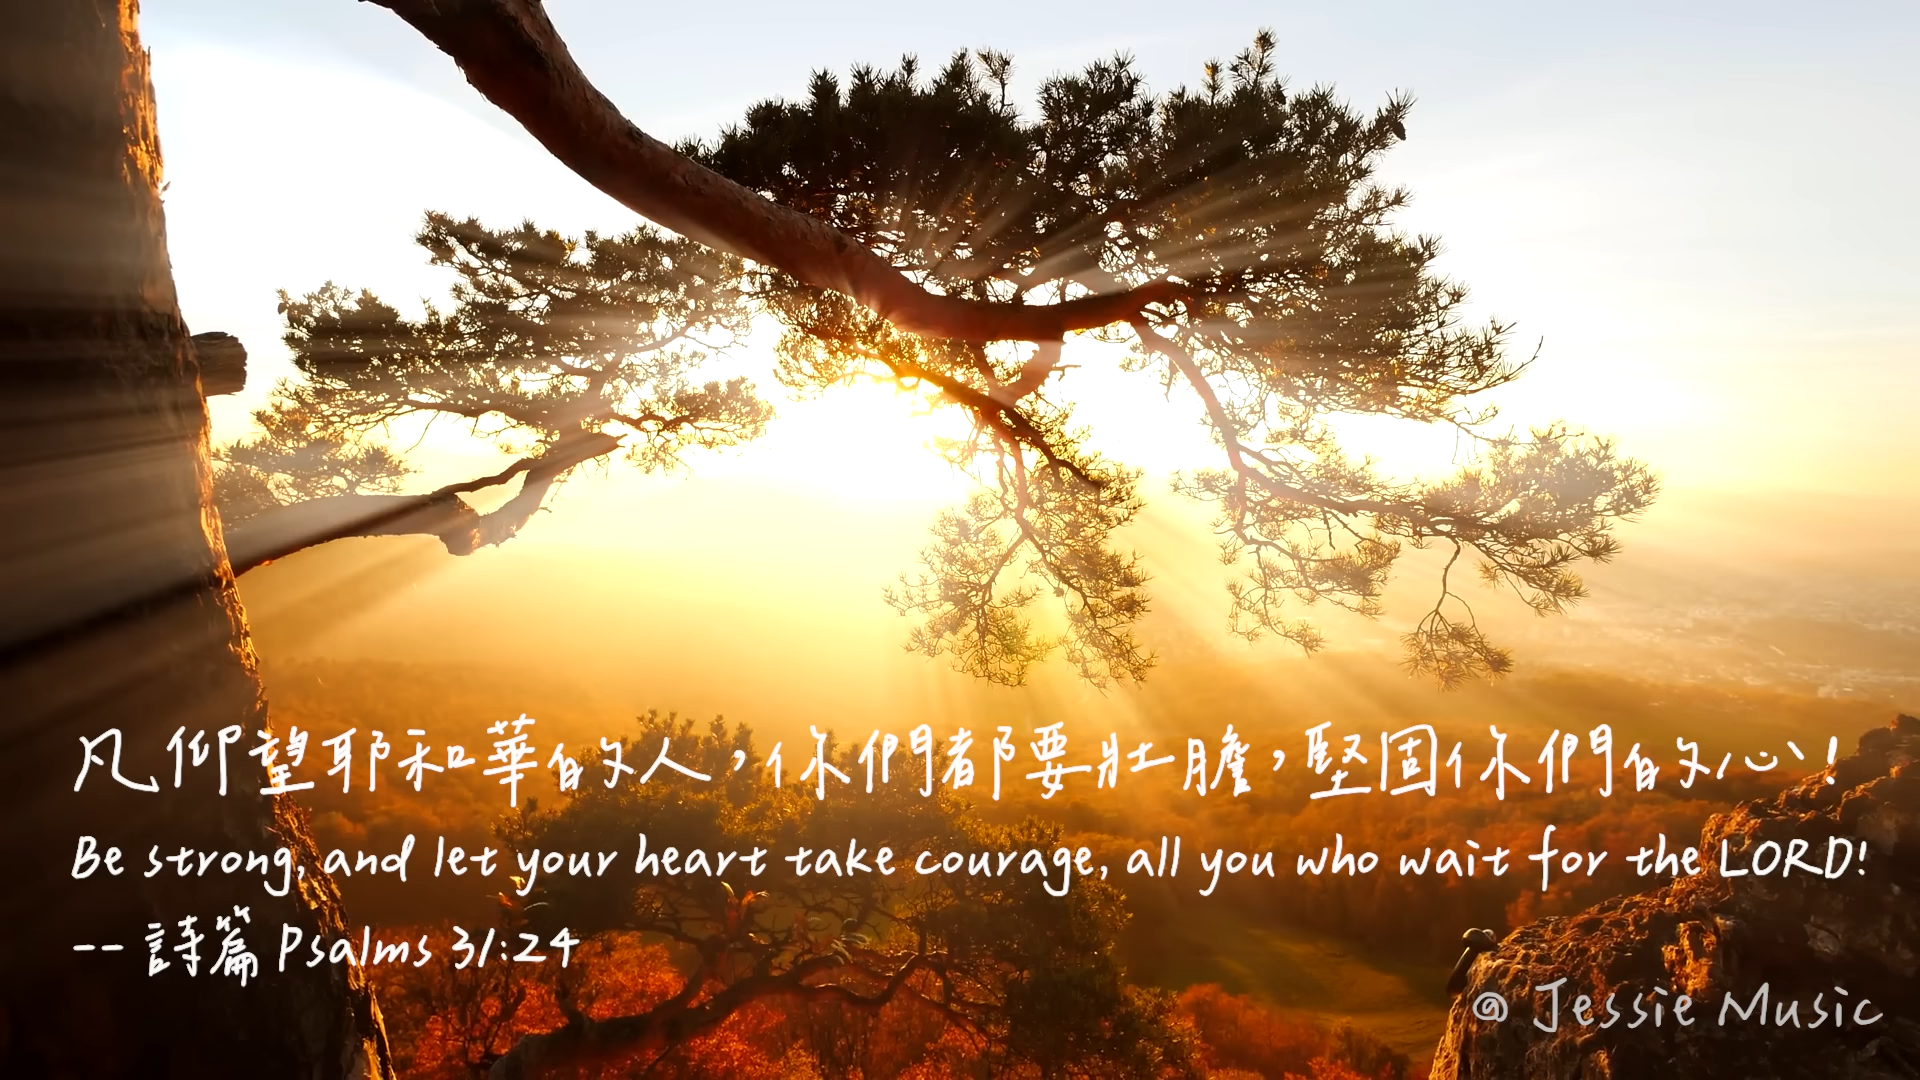 凡仰望耶和華的人，你們都要壯膽，堅固你們的心！
Be strong, and let your heart take courage, all you who wait for the LORD!
-- 詩篇 Psalms 31:24
@ Jessie Music